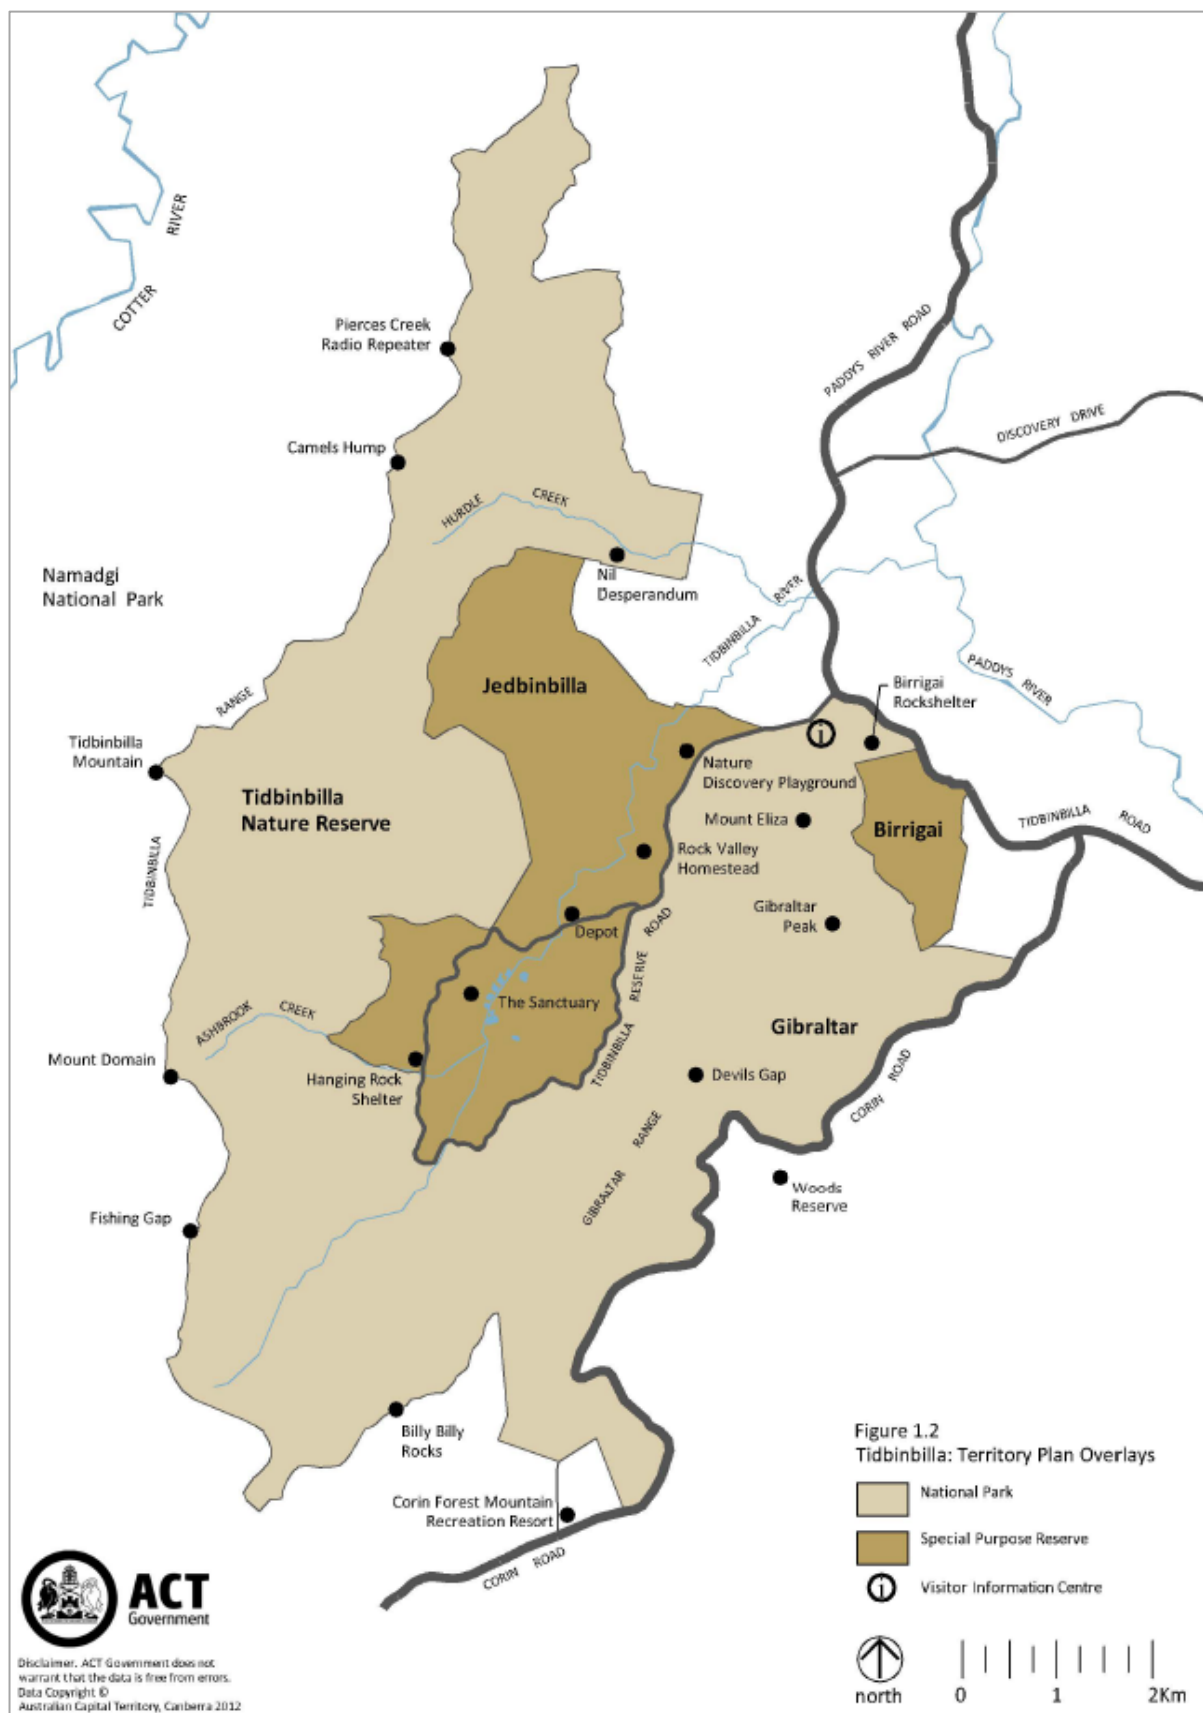 RIVER
COTTER
Pierces Creek
Radio Repeater
PADDYS RIVER ROAD
DISCOVERY DRIVE
Camels Hump
HURDLE CREEK
Namadgi
National Park
Nil
Desperandum
TIDBINBILLA RIVER
PADDYS RIVER
Jedbinbilla
Birrigai
Rockshelter
RANGE
Tidbinbilla
Mountain
Nature
Discovery Playground
Tidbinbilla
Nature Reserve
Mount Eliza
Birrigai
TIDBINBILLA ROAD
TIDBINBILLA
Rock Valley
Homestead
Gibraltar
Peak
Depot
TIDBINBILLA RESERVE ROAD
The Sanctuary
ASHBROOK CREEK
Gibraltar
Mount Domain
Hanging Rock
Shelter
Devils Gap
CORIN ROAD
GIBRALTAR RANGE
Woods
Reserve
Fishing Gap
Billy Billy
Rocks
Corin Forest Mountain
Recreation Resort
CORIN ROAD
Figure 1.2
Tidbinbilla: Territory Plan Overlays
National Park
Special Purpose Reserve
i Visitor Information Centre
ACT
Government
Disclaimer. ACT Government does not
warrant that the data is free from errors.
Data Copyright ©
Australian Capital Territory, Canberra 2012
north
0 1 2Km